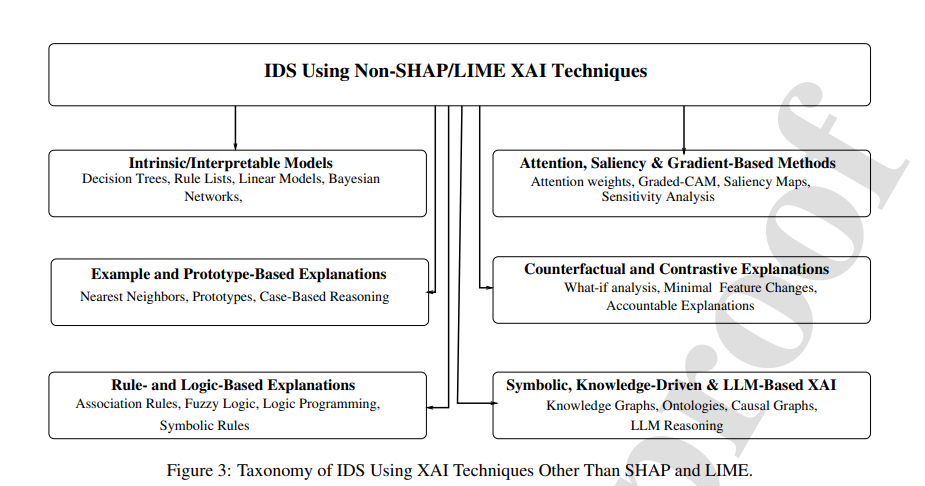 IDS Using Non-SHAP/LIME XAI Techniques
Intrinsic/Interpretable Models
Decision Trees, Rule Lists, Linear Models, Bayesian
Networks,
Attention, Saliency & Gradient-Based Methods
Attention weights, Graded-CAM, Saliency Maps,
Sensitivity Analysis
Example and Prototype-Based Explanations
Nearest Neighbors, Prototypes, Case-Based Reasoning
Counterfactual and Contrastive Explanations
What-if analysis, Minimal Feature Changes,
Accountable Explanations
Rule- and Logic-Based Explanations
Association Rules, Fuzzy Logic, Logic Programming,
Symbolic Rules
Symbolic, Knowledge-Driven & LLM-Based XAI
Knowledge Graphs, Ontologies, Causal Graphs,
LLM Reasoning
Figure 3: Taxonomy of IDS Using XAI Techniques Other Than SHAP and LIME.
proof